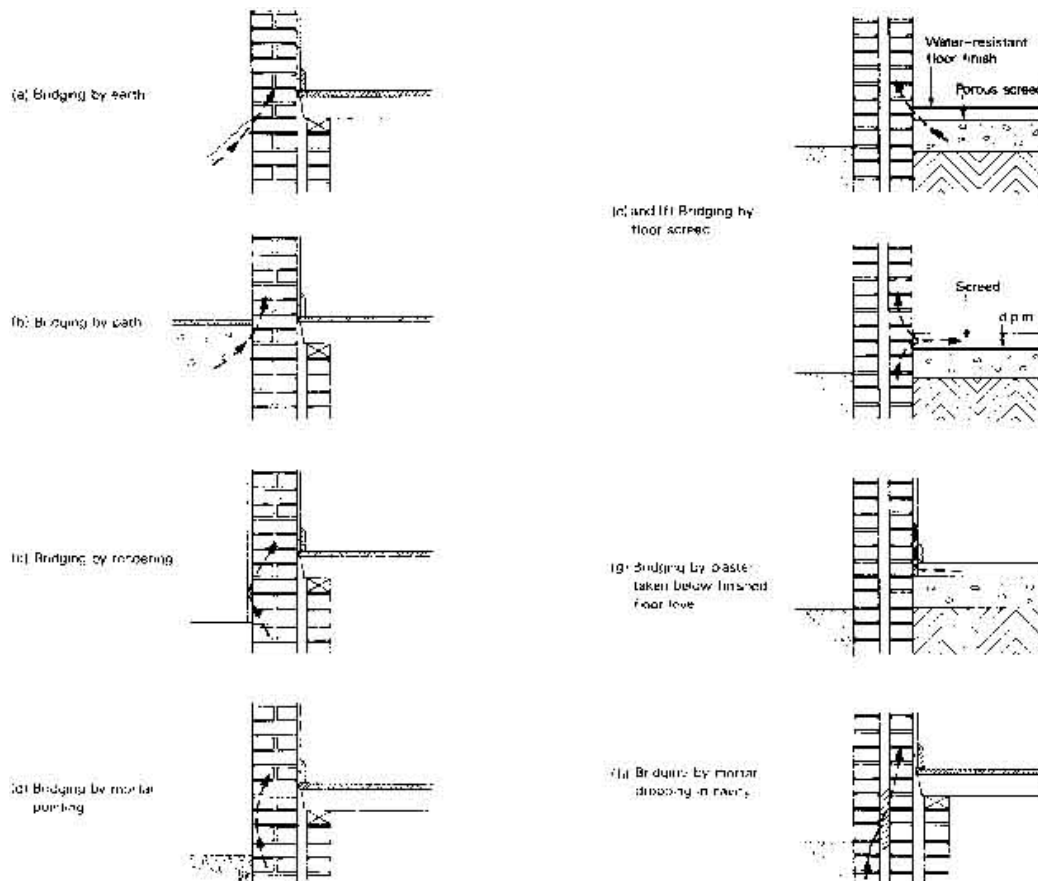 (a) Bridging by earth
(b) Bridging by path
(c) Bridging by rendering
(d) Bridging by mortar
pointing
Water-resistant
floor finish
Porous screed
(e) and (f) Bridging by
floor screed
Screed
d p m
(g) Bridging by plaster
taken below finished
floor level
(h) Bridging by mortar
dropping in cavity